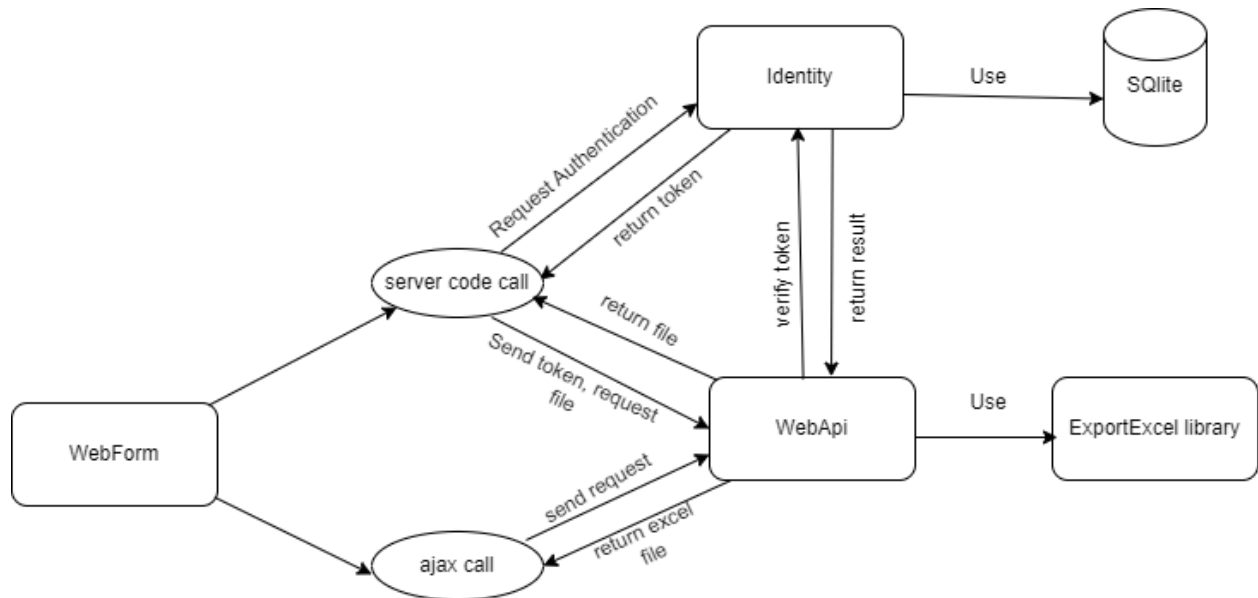 Identity
Use
SQlite
Request Authentication
return token
server code call
verify token
return result
return file
Send token, request
file
WebForm
WebApi
Use
ExportExcel library
send request
return excel
file
ajax call